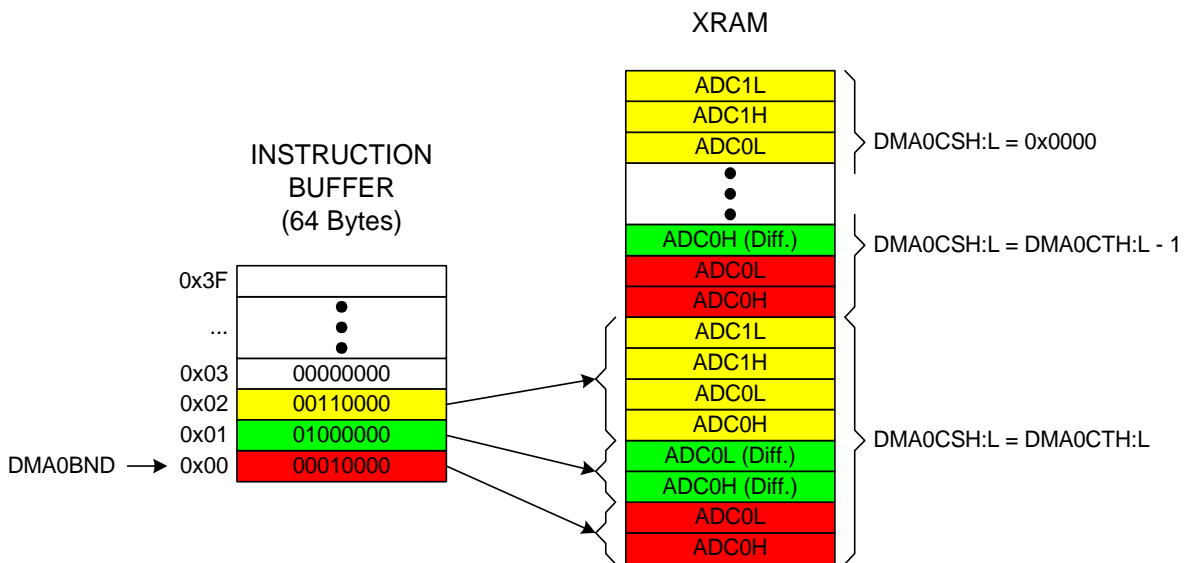 XRAM
INSTRUCTION
BUFFER
(64 Bytes)
0x3F
...
0x03 00000000
0x02 00110000
0x01 01000000
DMA0BND 0x00 00010000
ADC1L
ADC1H
ADC0L
DMA0CSH:L = 0x0000
ADC0H (Diff.)
ADC0L
ADC0H
DMA0CSH:L = DMA0CTH:L - 1
ADC1L
ADC1H
ADC0L
ADC0H
ADC0L (Diff.)
ADC0H (Diff.)
ADC0L
ADC0H
DMA0CSH:L = DMA0CTH:L